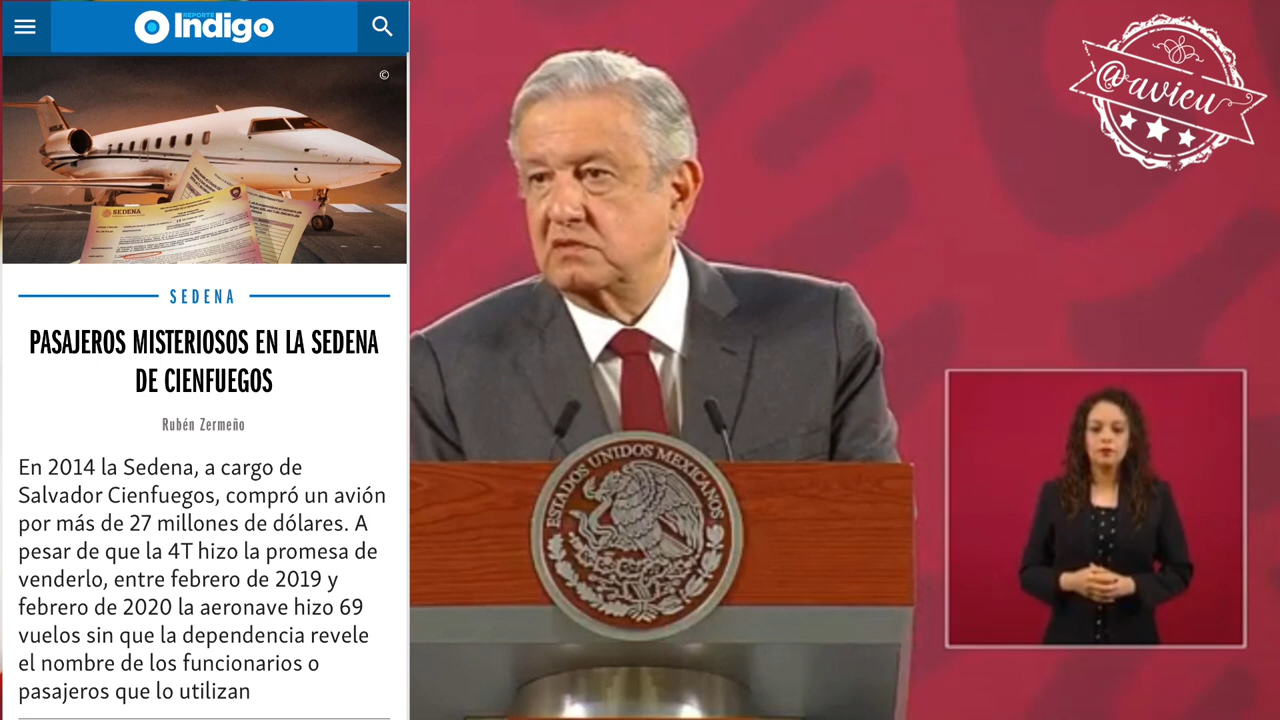 REPORTE
Indigo
©
SEDENA
SEDENA
PASAJEROS MISTERIOSOS EN LA SEDENA
DE CIENFUEGOS
Rubén Zermeño
En 2014 la Sedena, a cargo de
Salvador Cienfuegos, compró un avión
por más de 27 millones de dólares. A
pesar de que la 4T hizo la promesa de
venderlo, entre febrero de 2019 y
febrero de 2020 la aeronave hizo 69
vuelos sin que la dependencia revele
el nombre de los funcionarios o
pasajeros que lo utilizan
ESTADOS UNIDOS MEXICANOS
@avicu